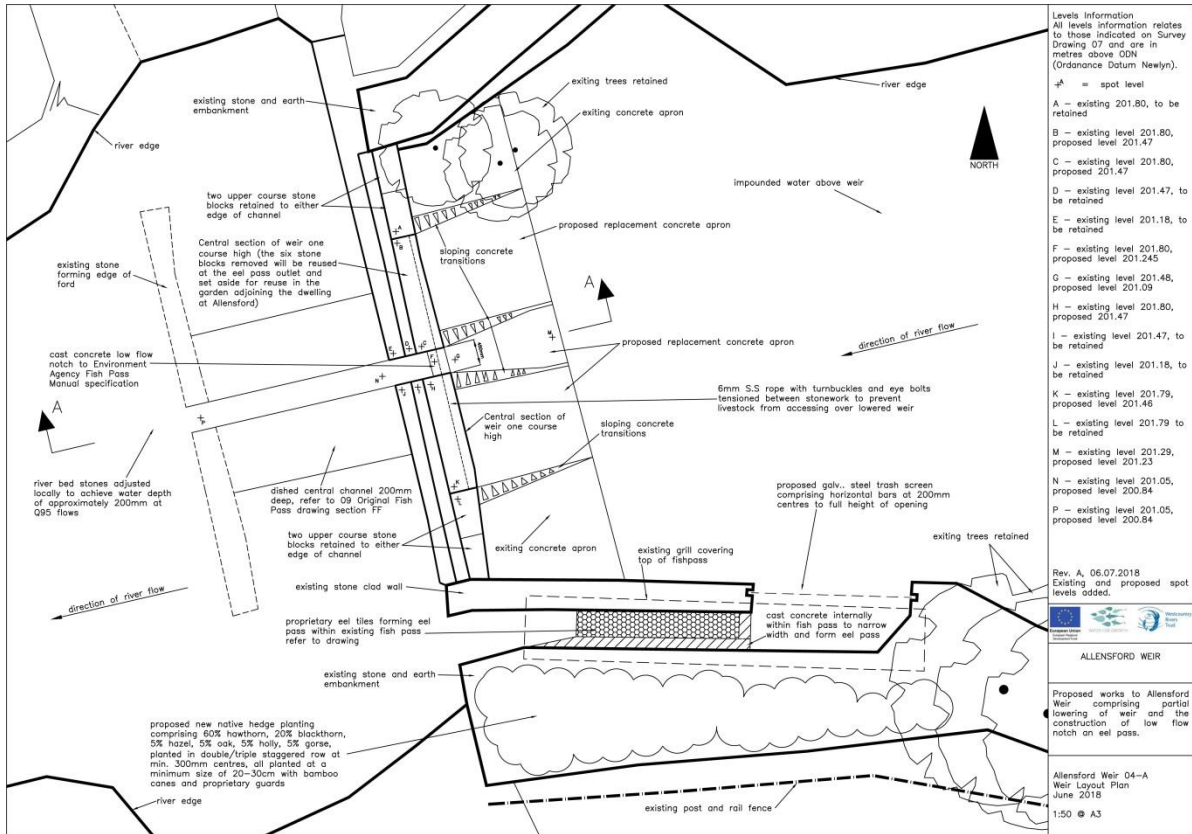 existing stone and earth
embankment
exiting trees retained
exiting concrete apron
river edge
river edge
NORTH
two upper course stone
blocks retained to either
edge of channel
impounded water above weir
proposed replacement concrete apron
A
B
Central section of weir one
course high (the six stone
blocks removed will be reused
at the eel pass outlet and
set aside for reuse in the
garden adjoining the dwelling
at Allensford)
sloping concrete
transitions
existing stone
forming edge of
ford
A
M
direction of river flow
E
D
C
F
G
cast concrete low flow
notch to Environment
Agency Fish Pass
Manual specification
proposed replacement concrete apron
N
J
I
H
A
P
6mm S.S rope with turnbuckles and eye bolts
tensioned between stonework to prevent
livestock from accessing over lowered weir
Central section of
weir one course
high
sloping concrete
transitions
river bed stones adjusted
locally to achieve water depth
of approximately 200mm at
Q95 flows
dished central channel 200mm
deep, refer to 09 Original Fish
Pass drawing section FF
K
L
proposed galv.. steel trash screen
comprising horizontal bars at 200mm
centres to full height of opening
two upper course stone
blocks retained to either
edge of channel
exiting concrete apron
existing grill covering
top of fishpass
exiting trees retained
existing stone clad wall
direction of river flow
proprietary eel tiles forming eel
pass within existing fish pass
refer to drawing
cast concrete internally
within fish pass to narrow
width and form eel pass
existing stone and earth
embankment
proposed new native hedge planting
comprising 60% hawthorn, 20% blackthorn,
5% hazel, 5% oak, 5% holly, 5% gorse,
planted in double/triple staggered row at
min. 300mm centres, all planted at a
minimum size of 20-30cm with bamboo
canes and proprietary guards
river edge
existing post and rail fence
Levels Information
All levels information relates
to those indicated on Survey
Drawing 07 and are in
metres above ODN
(Ordanance Datum Newlyn).
A = spot level
A – existing 201.80, to be
retained
B – existing level 201.80,
proposed level 201.47
C – existing level 201.80,
proposed 201.47
D – existing level 201.47, to
be retained
E – existing level 201.18, to
be retained
F – existing level 201.80,
proposed 201.245
G – existing level 201.48,
proposed 201.09
H – existing level 201.80,
proposed 201.47
I – existing level 201.47, to
be retained
J – existing level 201.18, to
be retained
K – existing level 201.79,
proposed level 201.46
L – existing level 201.79 to
be retained
M – existing level 201.29,
proposed level 201.23
N – existing level 201.05,
proposed level 200.84
P – existing level 201.05,
proposed level 200.84
Rev. A, 06.07.2018
Existing and proposed spot
levels added.
European Union
Westcountry
Rivers
Trust
ALLENSFORD WEIR
Proposed works to Allensford
Weir comprising partial
lowering of weir and the
construction of low flow
notch an eel pass.
Allensford Weir 04-A
Weir Layout Plan
June 2018
1:50 @ A3